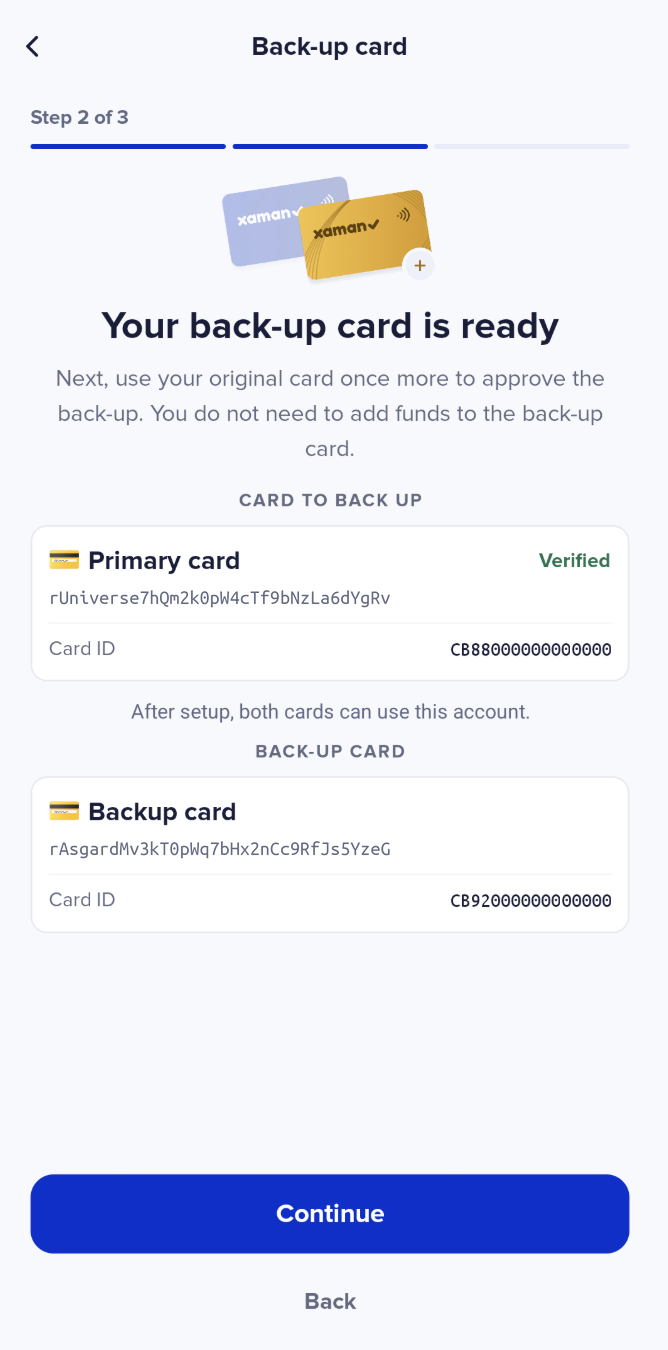 Back-up card
Step 2 of 3
xaman
xaman
Your back-up card is ready
Next, use your original card once more to approve the
back-up. You do not need to add funds to the back-up
card.
CARD TO BACK UP
Primary card
Verified
rUniverse7hQm2k0pW4cTf9bNzLa6dYgRv
Card ID
CB88000000000000
After setup, both cards can use this account.
BACK-UP CARD
Backup card
rAsgardMv3kT0pWq7bHx2nCc9RfJs5YzeG
Card ID
CB92000000000000
Continue
Back